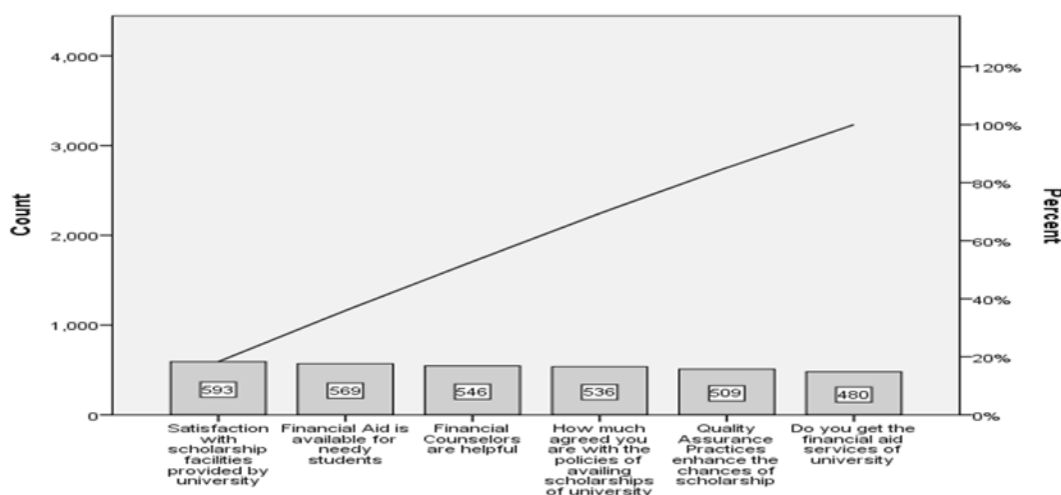 4,000
3,000
2,000
1,000
0
Count
120%
100%
80%
60%
40%
20%
0%
Percent
593
569
546
536
509
480
Satisfaction
with
scholarship
facilities
provided by
university
Financial Aid is
available for
needy
students
Financial
Counselors
are helpful
How much
agreed you
are with the
policies of
availing
scholarships
of university
Quality
Assurance
Practices
enhance the
chances of
scholarship
Do you get the
financial aid
services of
university